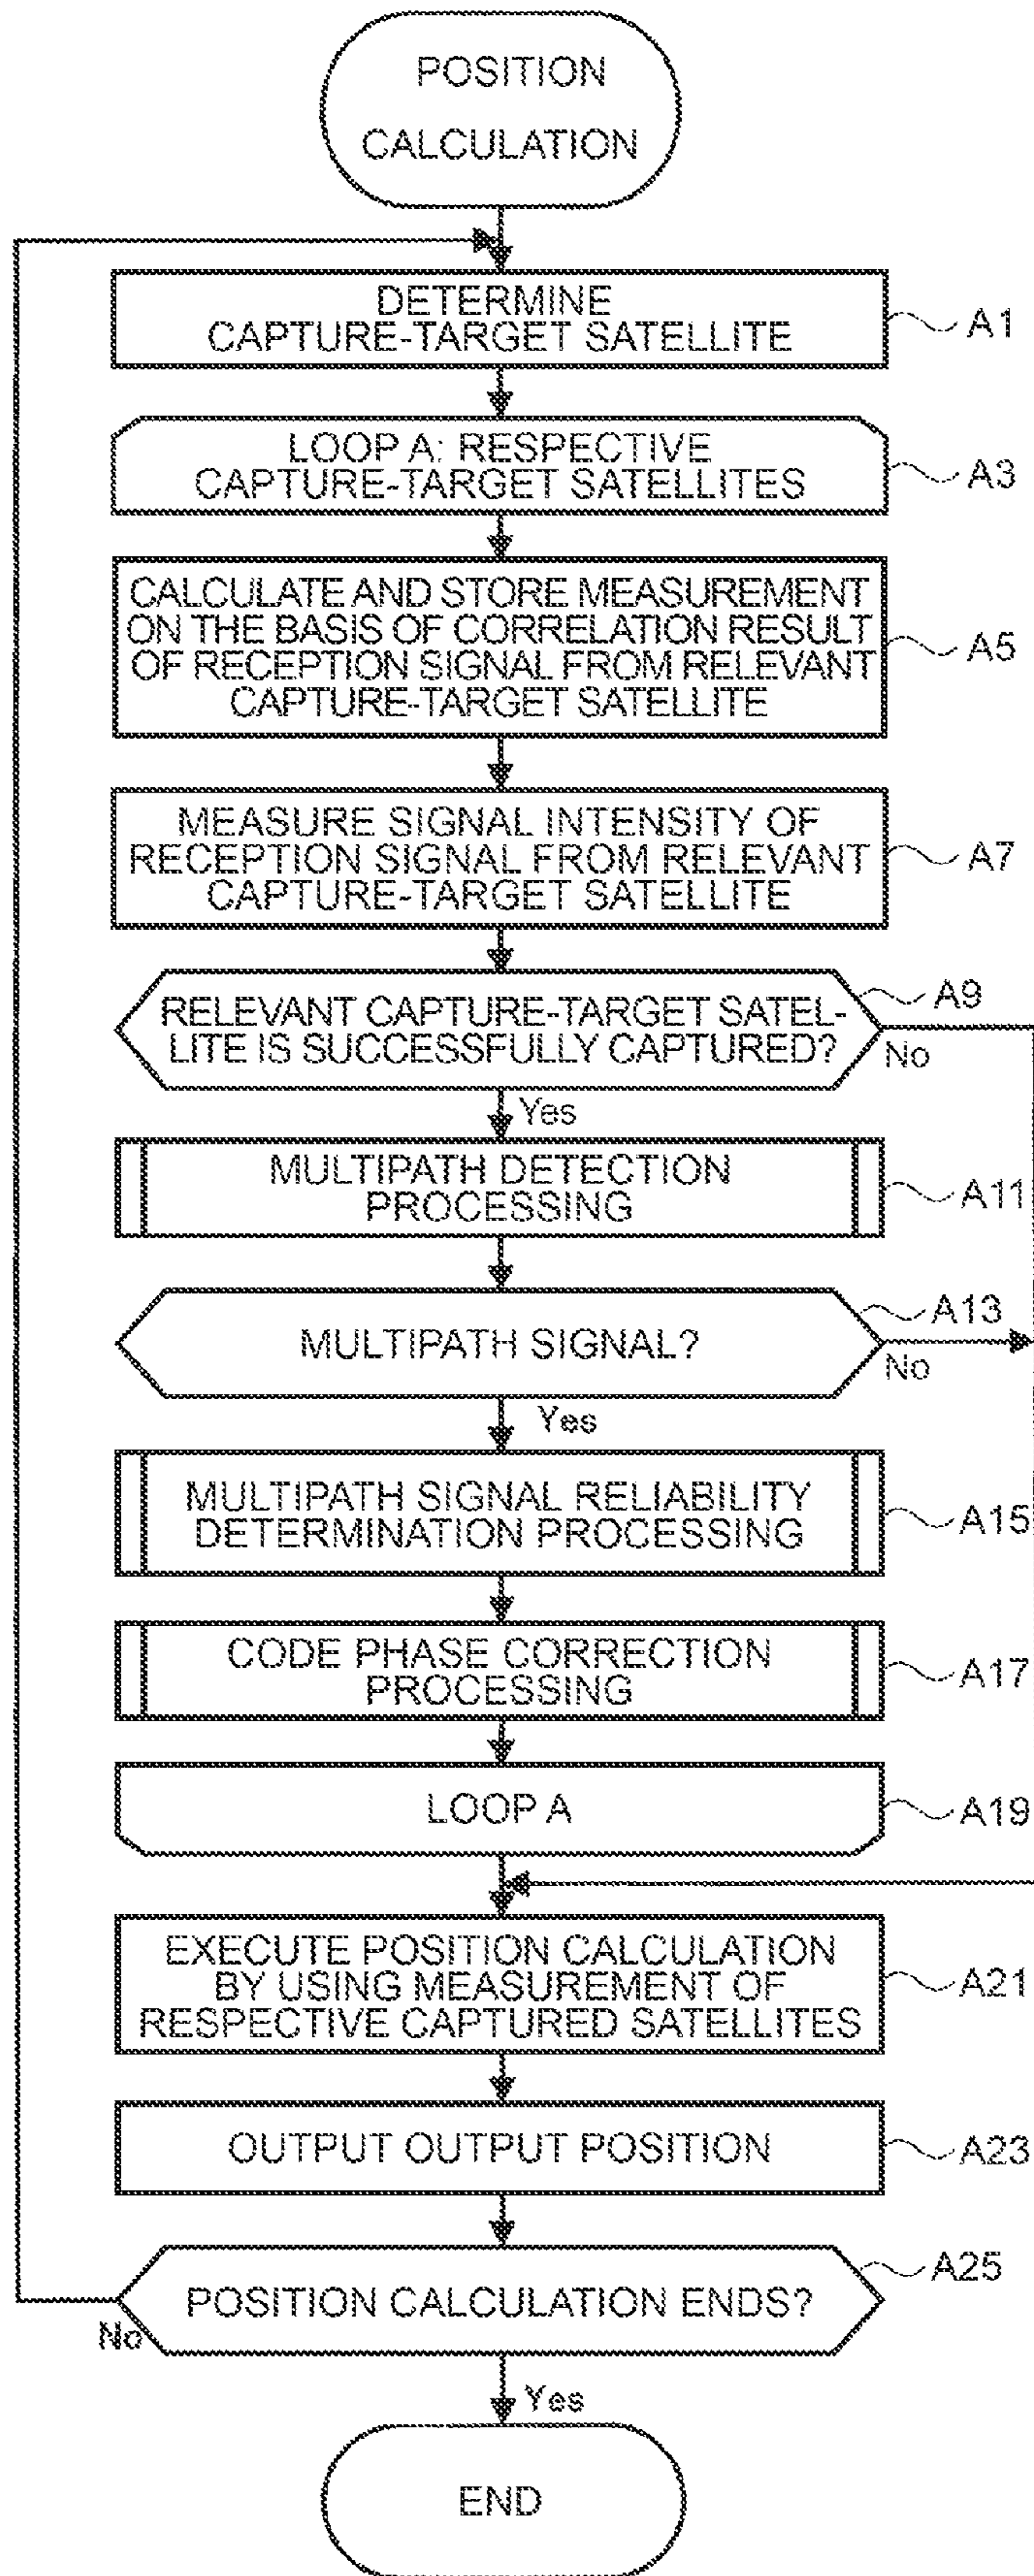 POSITION
CALCULATION
DETERMINE
CAPTURE-TARGET SATELLITE
A1
LOOP A: RESPECTIVE
CAPTURE-TARGET SATELLITES
A3
CALCULATE AND STORE MEASUREMENT
ON THE BASIS OF CORRELATION RESULT
OF RECEPTION SIGNAL FROM RELEVANT
CAPTURE-TARGET SATELLITE
A5
MEASURE SIGNAL INTENSITY OF
RECEPTION SIGNAL FROM RELEVANT
CAPTURE-TARGET SATELLITE
A7
RELEVANT CAPTURE-TARGET SATEL-
LITE IS SUCCESSFULLY CAPTURED?
A9
No
Yes
MULTIPATH DETECTION
PROCESSING
A11
MULTIPATH SIGNAL?
A13
No
Yes
MULTIPATH SIGNAL RELIABILITY
DETERMINATION PROCESSING
A15
CODE PHASE CORRECTION
PROCESSING
A17
LOOP A
A19
EXECUTE POSITION CALCULATION
BY USING MEASUREMENT OF
RESPECTIVE CAPTURED SATELLITES
A21
OUTPUT OUTPUT POSITION
A23
POSITION CALCULATION ENDS?
A25
No
Yes
END